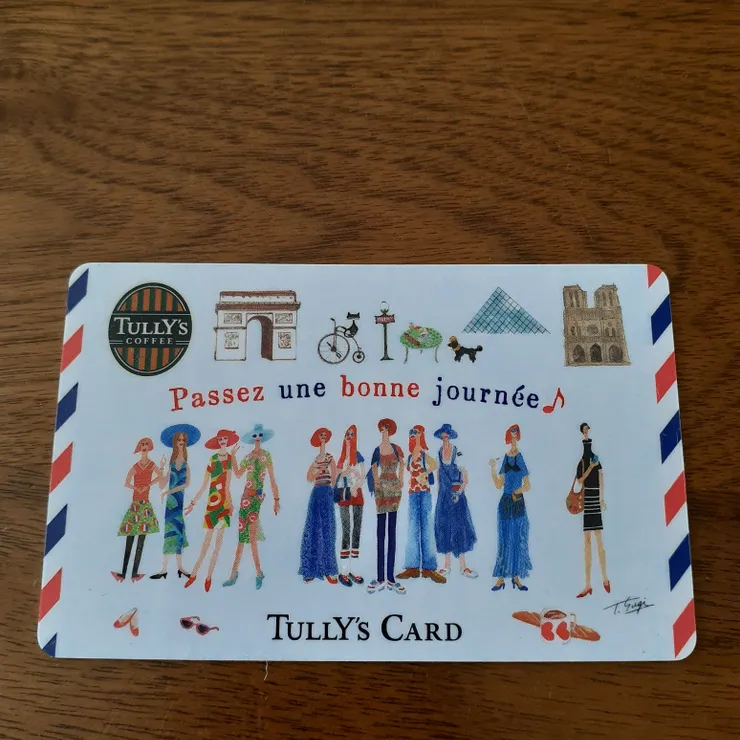 TULLY'S
COFFEE
Passez une bonne journée♪
TULLY'S CARD